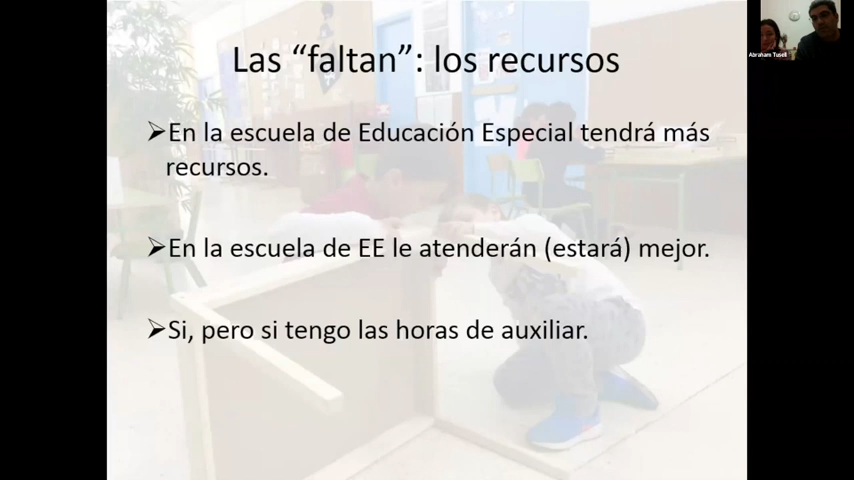 Las “faltan”: los recursos
➢En la escuela de Educación Especial tendrá más
recursos.
➢En la escuela de EE le atenderán (estará) mejor.
➢Si, pero si tengo las horas de auxiliar.
Abraham Tusell